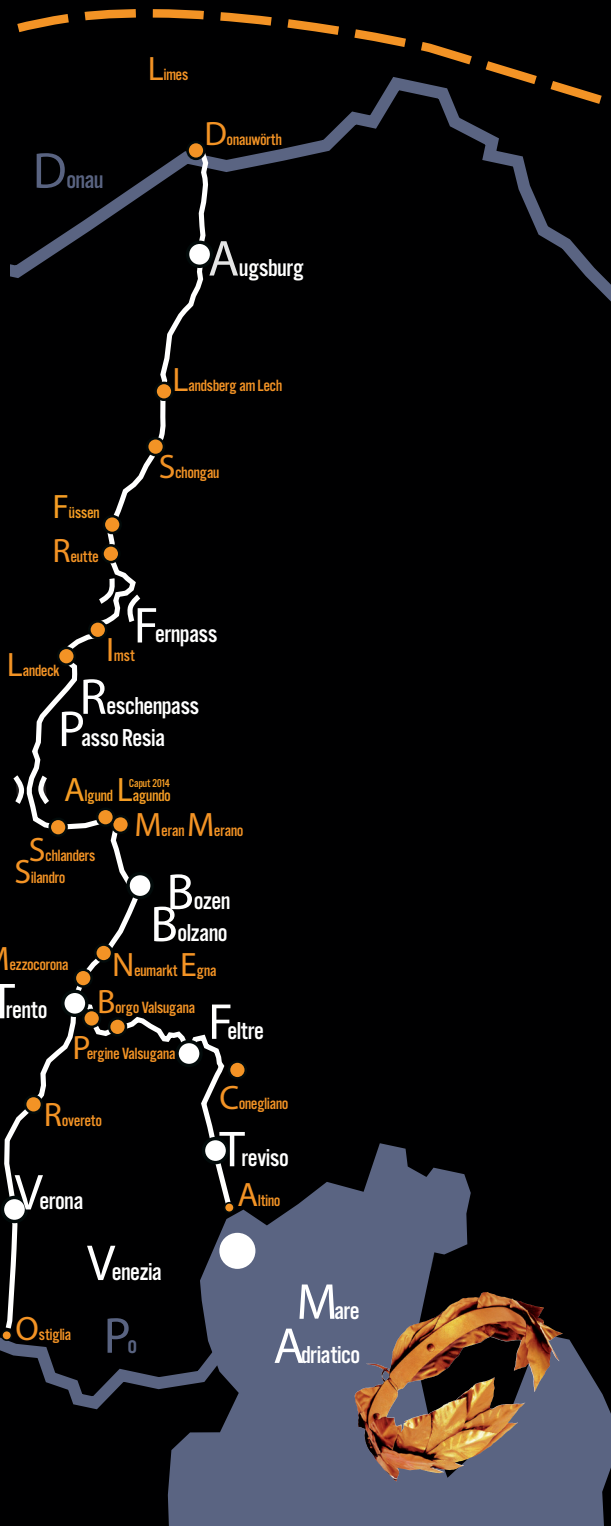 Limes
Donauwörth
Donau
Augsburg
Landsberg am Lech
Schongau
Füssen
Reutte
Fernpass
Imst
Landeck
Reschenpass
Passo Resia
Caput 2014
Algund Lagundo
Meran Merano
Schlanders
Silandro
Bozen
Bolzano
Mezzocorona
Neumarkt Egna
Trento
Borgo Valsugana
Feltre
Pergine Valsugana
Conegliano
Rovereto
Treviso
Altino
Verona
Venezia
Mare
Adriatico
Ostiglia
Po